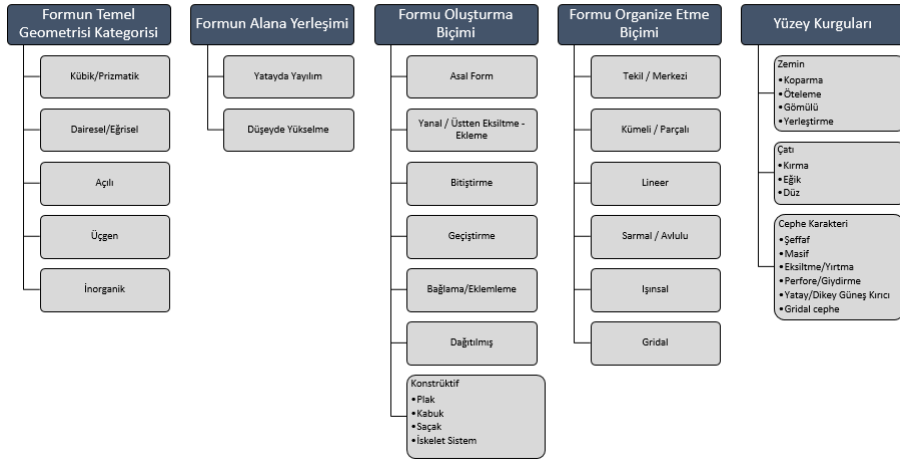 Formun Temel
Geometrisi Kategorisi
Kübik/Prizmatik
Dairesel/Eğrisel
Açılı
Üçgen
İnorganik
Formun Alana Yerleşimi
Yatayda Yayılım
Düşeyde Yükselme
Formu Oluşturma
Biçimi
Asal Form
Yanal / Üstten Eksiltme -
Ekleme
Bitiştirme
Geçiştirme
Bağlama/Eklemleme
Dağıtılmış
Konstrüktif
•Plak
•Kabuk
•Saçak
•İskelet Sistem
Formu Organize Etme
Biçimi
Tekil / Merkezi
Kümeli / Parçalı
Lineer
Sarmal / Avlulu
Işınsal
Gridal
Yüzey Kurguları
Zemin
•Koparma
•Öteleme
•Gömülü
•Yerleştirme
Çatı
•Kırma
•Eğik
•Düz
Cephe Karakteri
•Şeffaf
•Masif
•Eksiltme/Yırtma
•Perfore/Giydirme
•Yatay/Dikey Güneş Kırıcı
•Gridal cephe